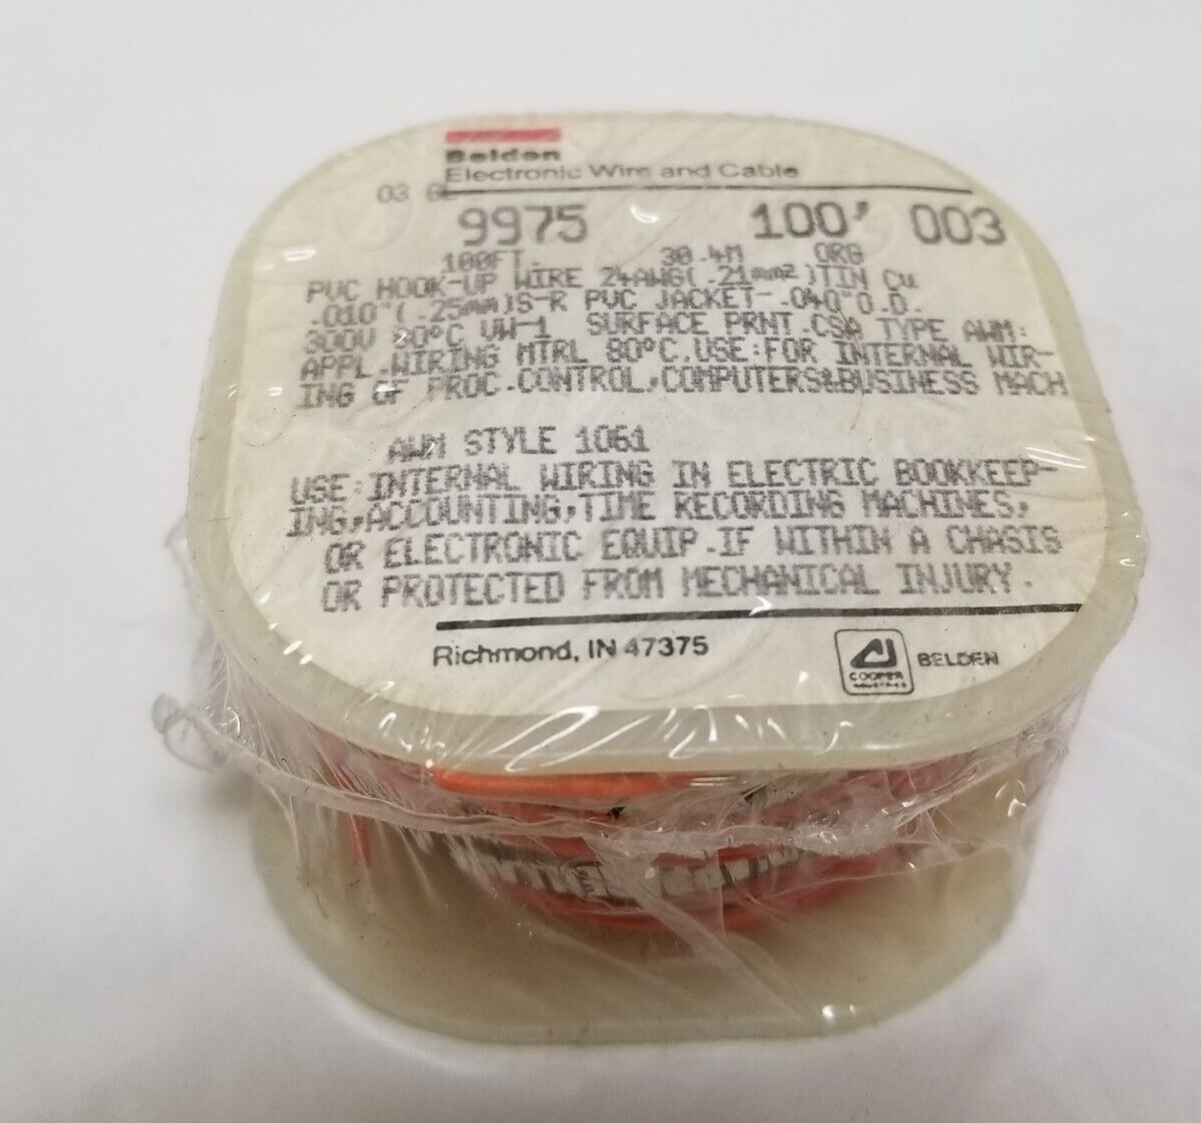 Belden
Electronic Wire and Cable
03
9975 100' 003
100FT. 30.4M ORG
PVC HOOK-UP WIRE 24AWG(.21mm²)TIN Cu
.010"(.25mm)S-R PVC JACKET-.040"O.D.
300V 80°C VW-1 SURFACE PRNT.CSA TYPE AWM:
APPL.WIRING MTRL 80°C.USE:FOR INTERNAL WIR-
ING OF PROC.CONTROL,COMPUTERS&BUSINESS MACH
AWM STYLE 1061
USE:INTERNAL WIRING IN ELECTRIC BOOKKEEP-
ING,ACCOUNTING,TIME RECORDING MACHINES,
OR ELECTRONIC EQUIP.IF WITHIN A CHASIS
OR PROTECTED FROM MECHANICAL INJURY.
Richmond, IN 47375
COOPER
INDUSTRIES
BELDEN